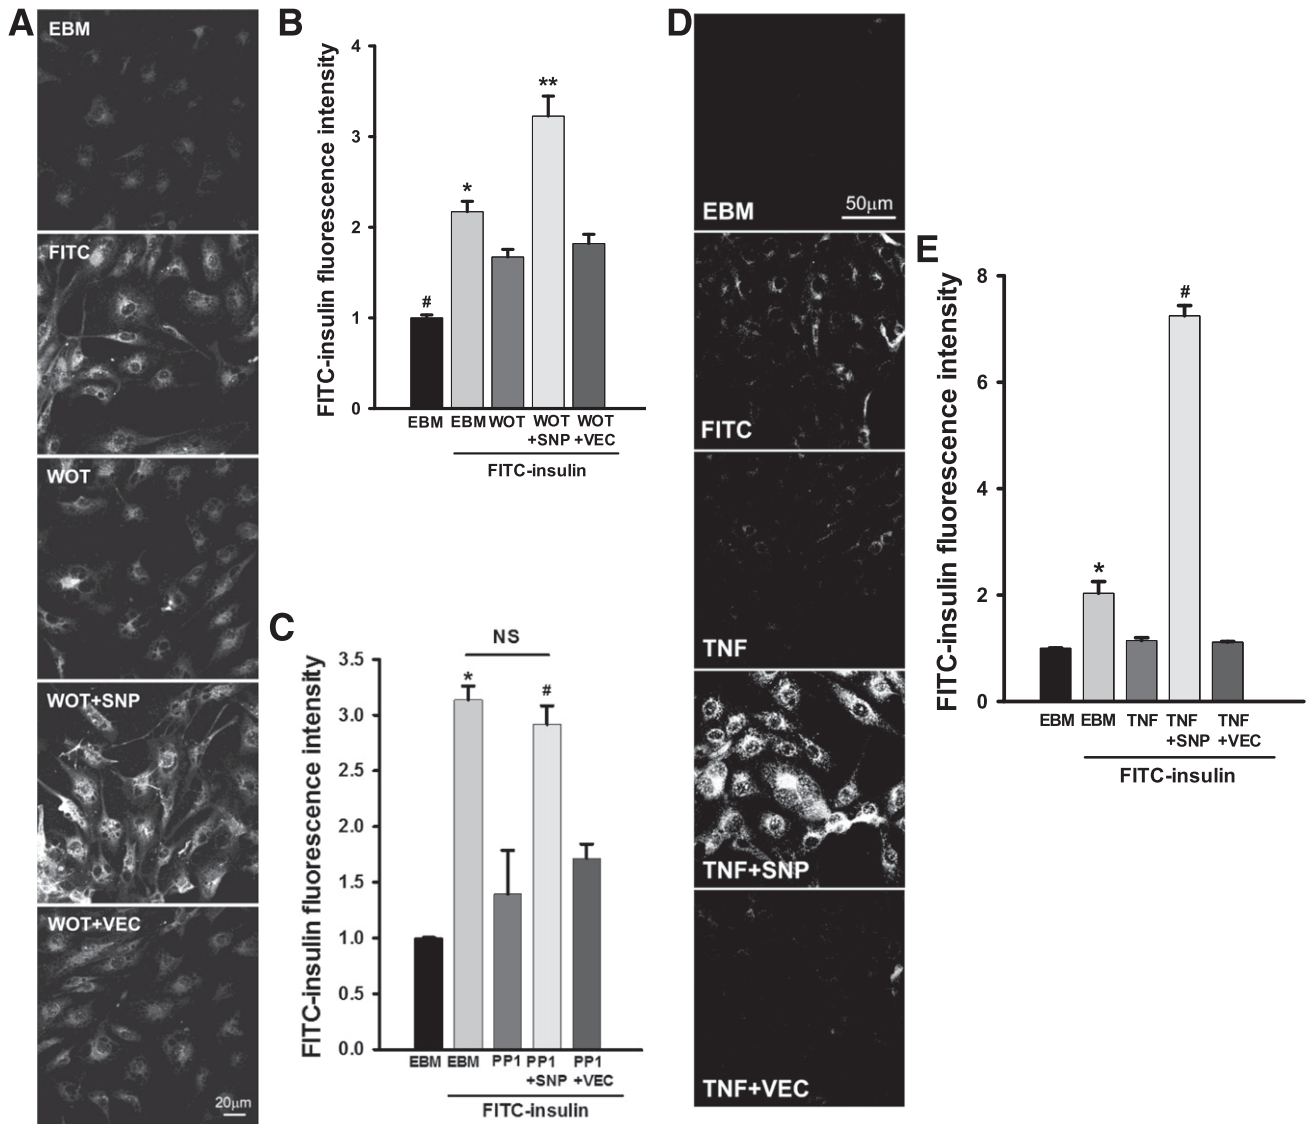 A
EBM
FITC
WOT
WOT+SNP
WOT+VEC
20μm
B
FITC-insulin fluorescence intensity
4
3
2
1
0
#
*
**
EBM EBM WOT WOT WOT
+SNP +VEC
FITC-insulin
C
FITC-insulin fluorescence intensity
3.5
3.0
2.5
2.0
1.5
1.0
0.5
0.0
NS
*
#
EBM EBM PP1 PP1 PP1
+SNP +VEC
FITC-insulin
D
EBM
50μm
FITC
TNF
TNF+SNP
TNF+VEC
E
FITC-insulin fluorescence intensity
8
6
4
2
0
*
#
EBM EBM TNF TNF TNF
+SNP +VEC
FITC-insulin